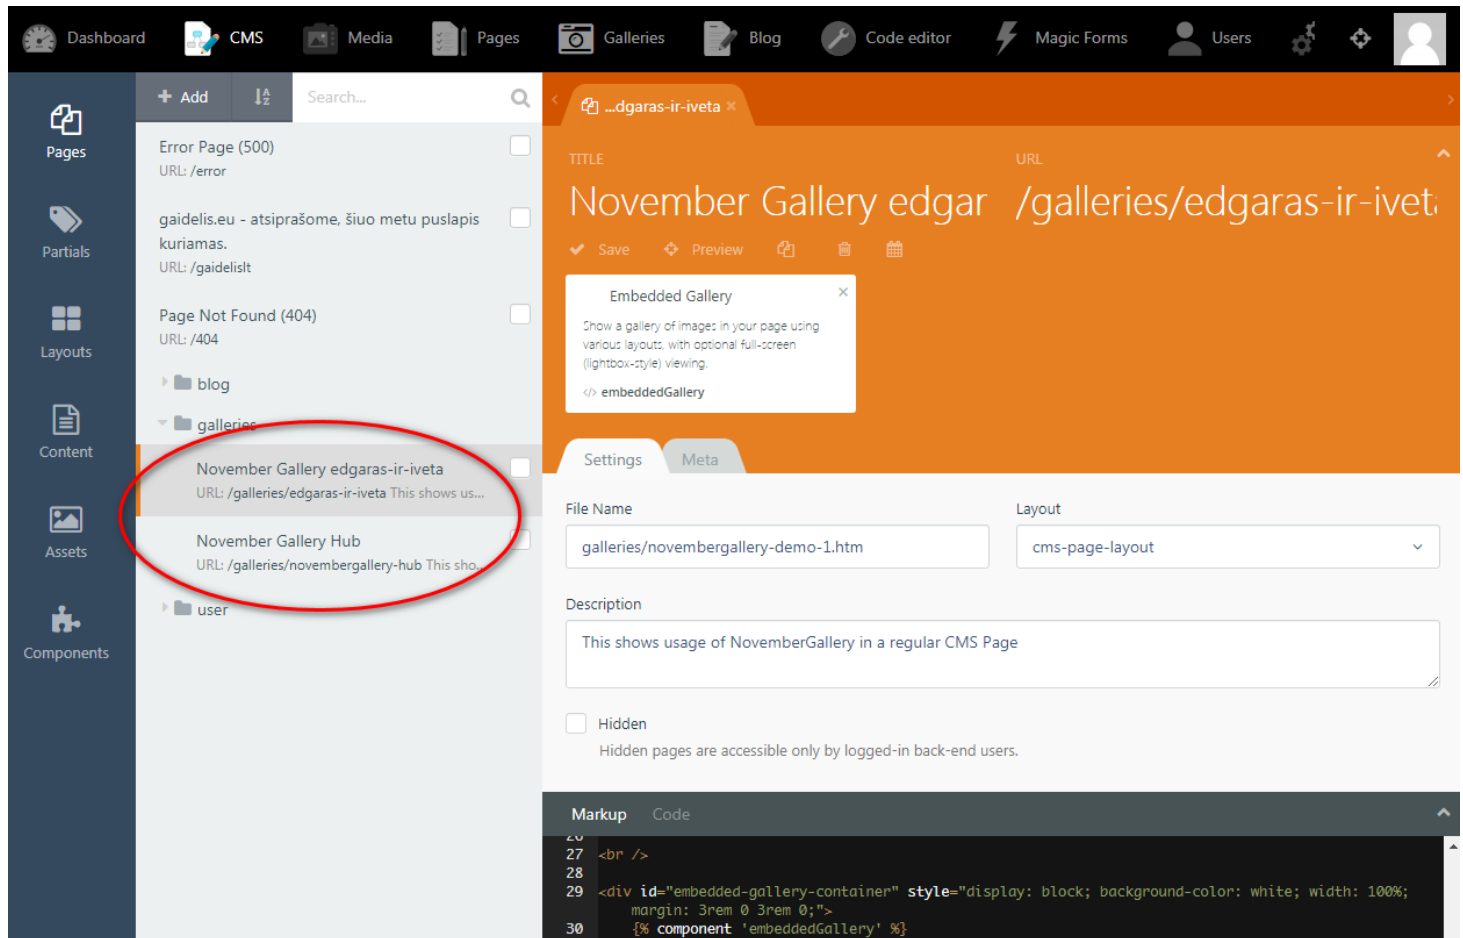 Dashboard CMS Media Pages Galleries Blog Code editor Magic Forms Users
Pages
Partials
Layouts
Content
Assets
Components
Add
Search...
Error Page (500)
URL: /error
gaidelis.eu - atsiprašome, šiuo metu puslapis
kuriamas.
URL: /gaidelislt
Page Not Found (404)
URL: /404
blog
galleries
November Gallery edgaras-ir-iveta
URL: /galleries/edgaras-ir-iveta This shows us...
November Gallery Hub
URL: /galleries/novembergallery-hub This sho...
user
...dgaras-ir-iveta ×
TITLE
November Gallery edgar
URL
/galleries/edgaras-ir-iveta
Save Preview
Embedded Gallery ×
Show a gallery of images in your page using
various layouts, with optional full-screen
(lightbox-style) viewing.
</> embeddedGallery
Settings Meta
File Name
galleries/novembergallery-demo-1.htm
Layout
cms-page-layout
Description
This shows usage of NovemberGallery in a regular CMS Page
Hidden
Hidden pages are accessible only by logged-in back-end users.
Markup Code
26
27 <br />
28
29 <div id="embedded-gallery-container" style="display: block; background-color: white; width: 100%;
margin: 3rem 0 3rem 0;">
30 {% component 'embeddedGallery' %}